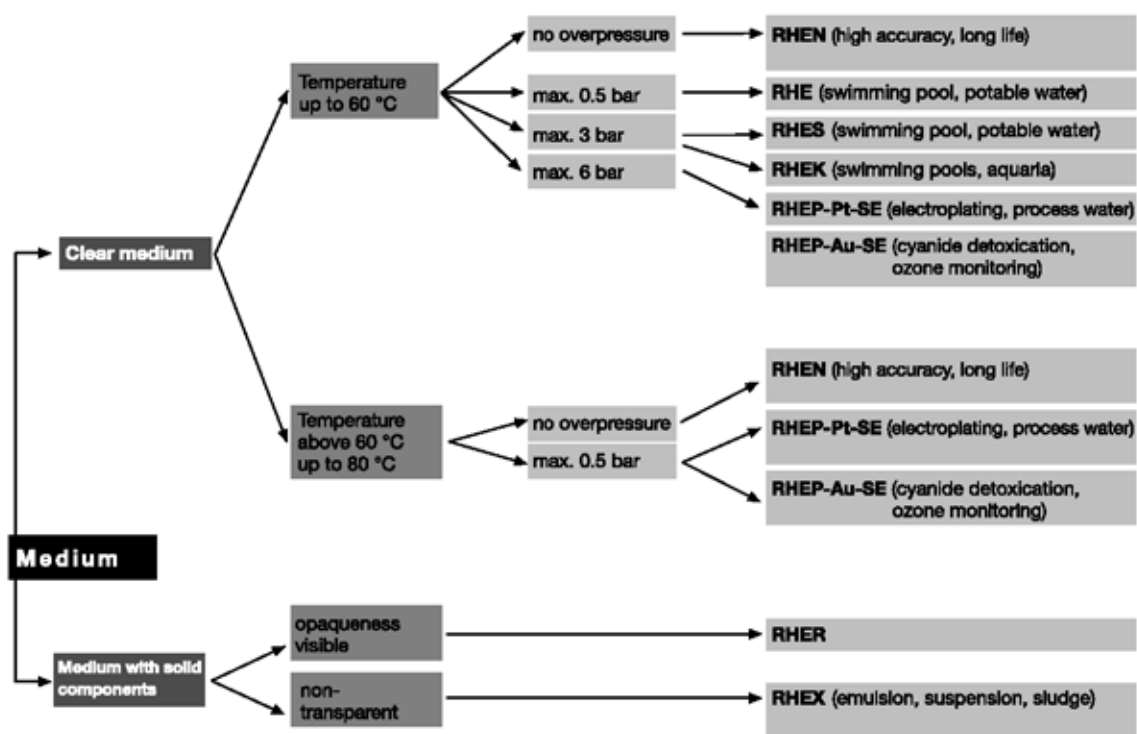 no overpressure
RHEN (high accuracy, long life)
Temperature
up to 60 °C
max. 0.5 bar
RHE (swimming pool, potable water)
max. 3 bar
RHES (swimming pool, potable water)
max. 6 bar
RHEK (swimming pools, aquaria)
RHEP-Pt-SE (electroplating, process water)
Clear medium
RHEP-Au-SE (cyanide detoxication,
ozone monitoring)
RHEN (high accuracy, long life)
Temperature
above 60 °C
up to 80 °C
no overpressure
max. 0.5 bar
RHEP-Pt-SE (electroplating, process water)
RHEP-Au-SE (cyanide detoxication,
ozone monitoring)
Medium
opaqueness
visible
RHER
Medium with solid
components
non-
transparent
RHEX (emulsion, suspension, sludge)